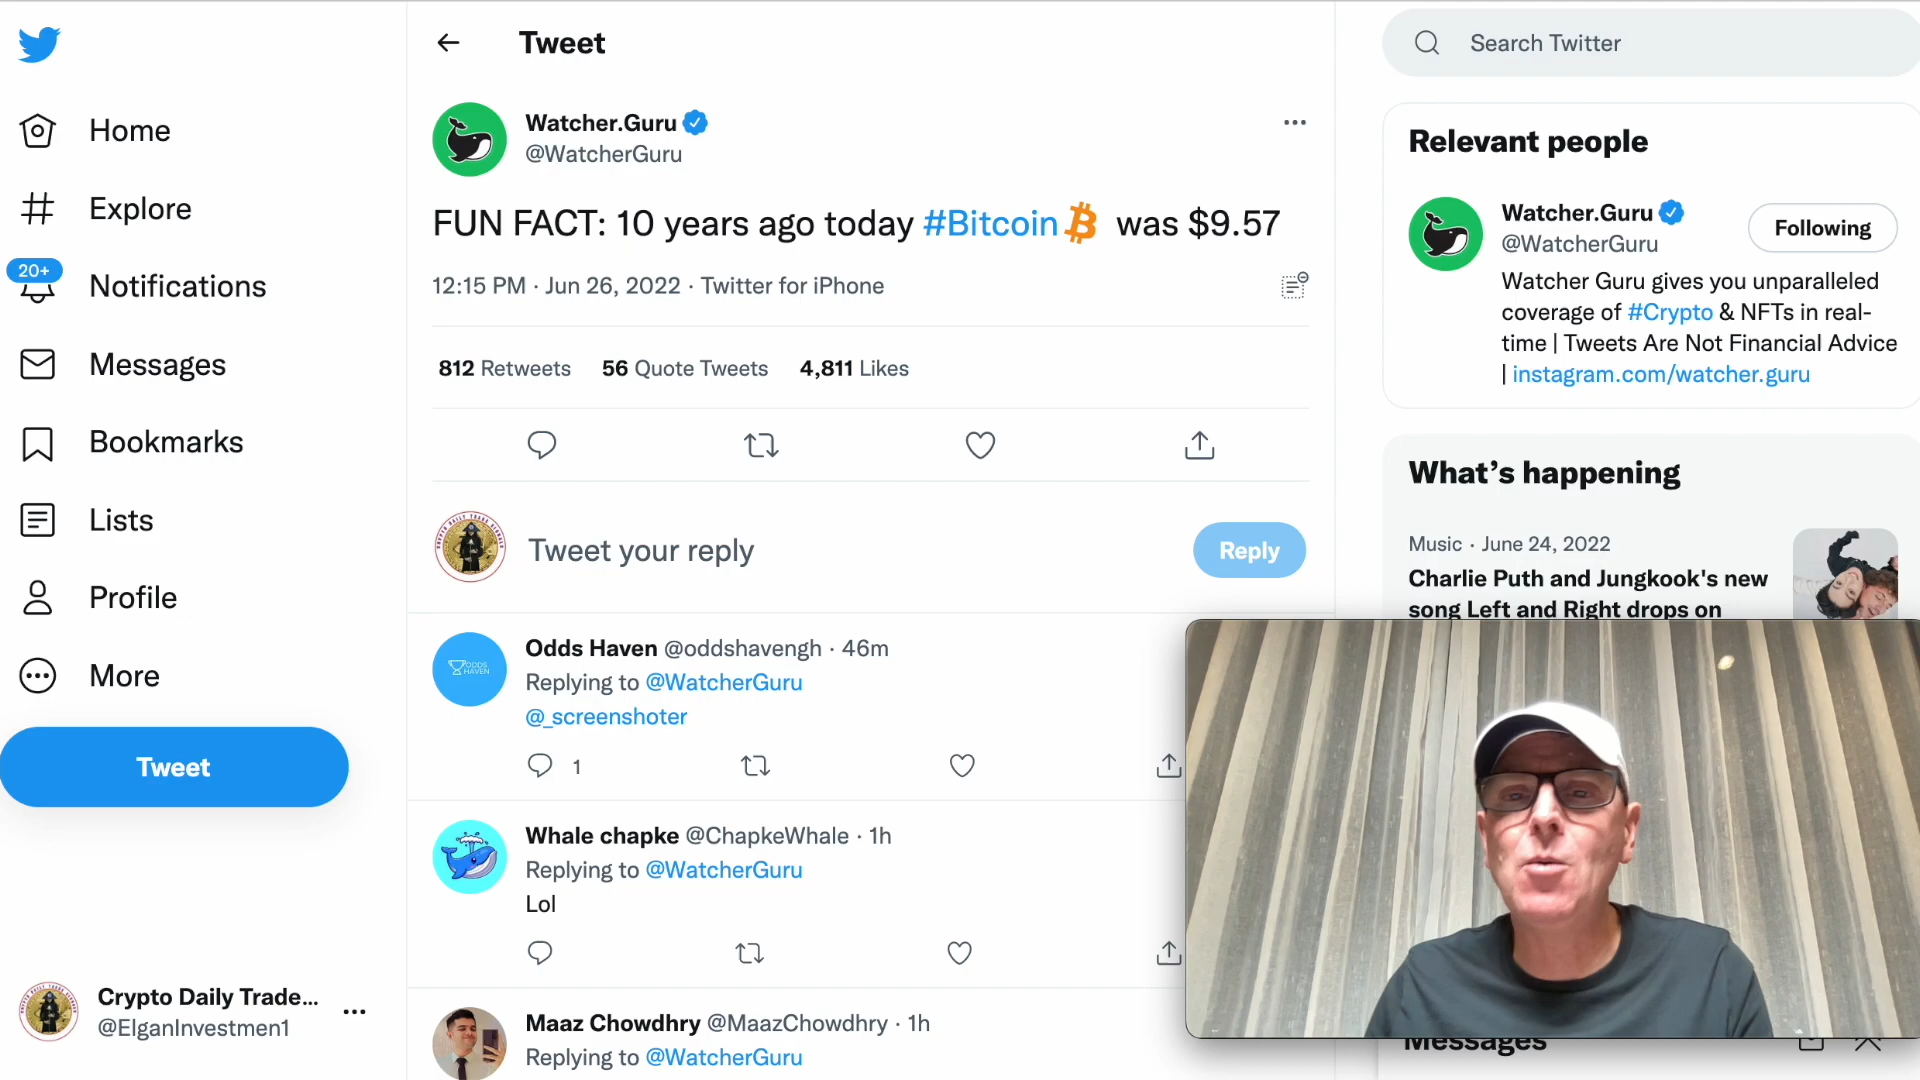 Tweet
Search Twitter
Home
Explore
20+
Notifications
Messages
Bookmarks
Lists
Profile
More
Tweet
Crypto Daily Trade...
@ElganInvestmen1
Watcher.Guru
@WatcherGuru
FUN FACT: 10 years ago today #Bitcoin was $9.57
12:15 PM · Jun 26, 2022 · Twitter for iPhone
812 Retweets 56 Quote Tweets 4,811 Likes
Tweet your reply
Reply
Odds Haven @oddshavengh · 46m
Replying to @WatcherGuru
@_screenshoter
1
ODDS
HAVEN
Whale chapke @ChapkeWhale · 1h
Replying to @WatcherGuru
Lol
Maaz Chowdhry @MaazChowdhry · 1h
Replying to @WatcherGuru
Relevant people
Watcher.Guru
@WatcherGuru
Following
Watcher Guru gives you unparalleled
coverage of #Crypto & NFTs in real-
time | Tweets Are Not Financial Advice
| instagram.com/watcher.guru
What's happening
Music · June 24, 2022
Charlie Puth and Jungkook's new
song Left and Right drops on
Messages